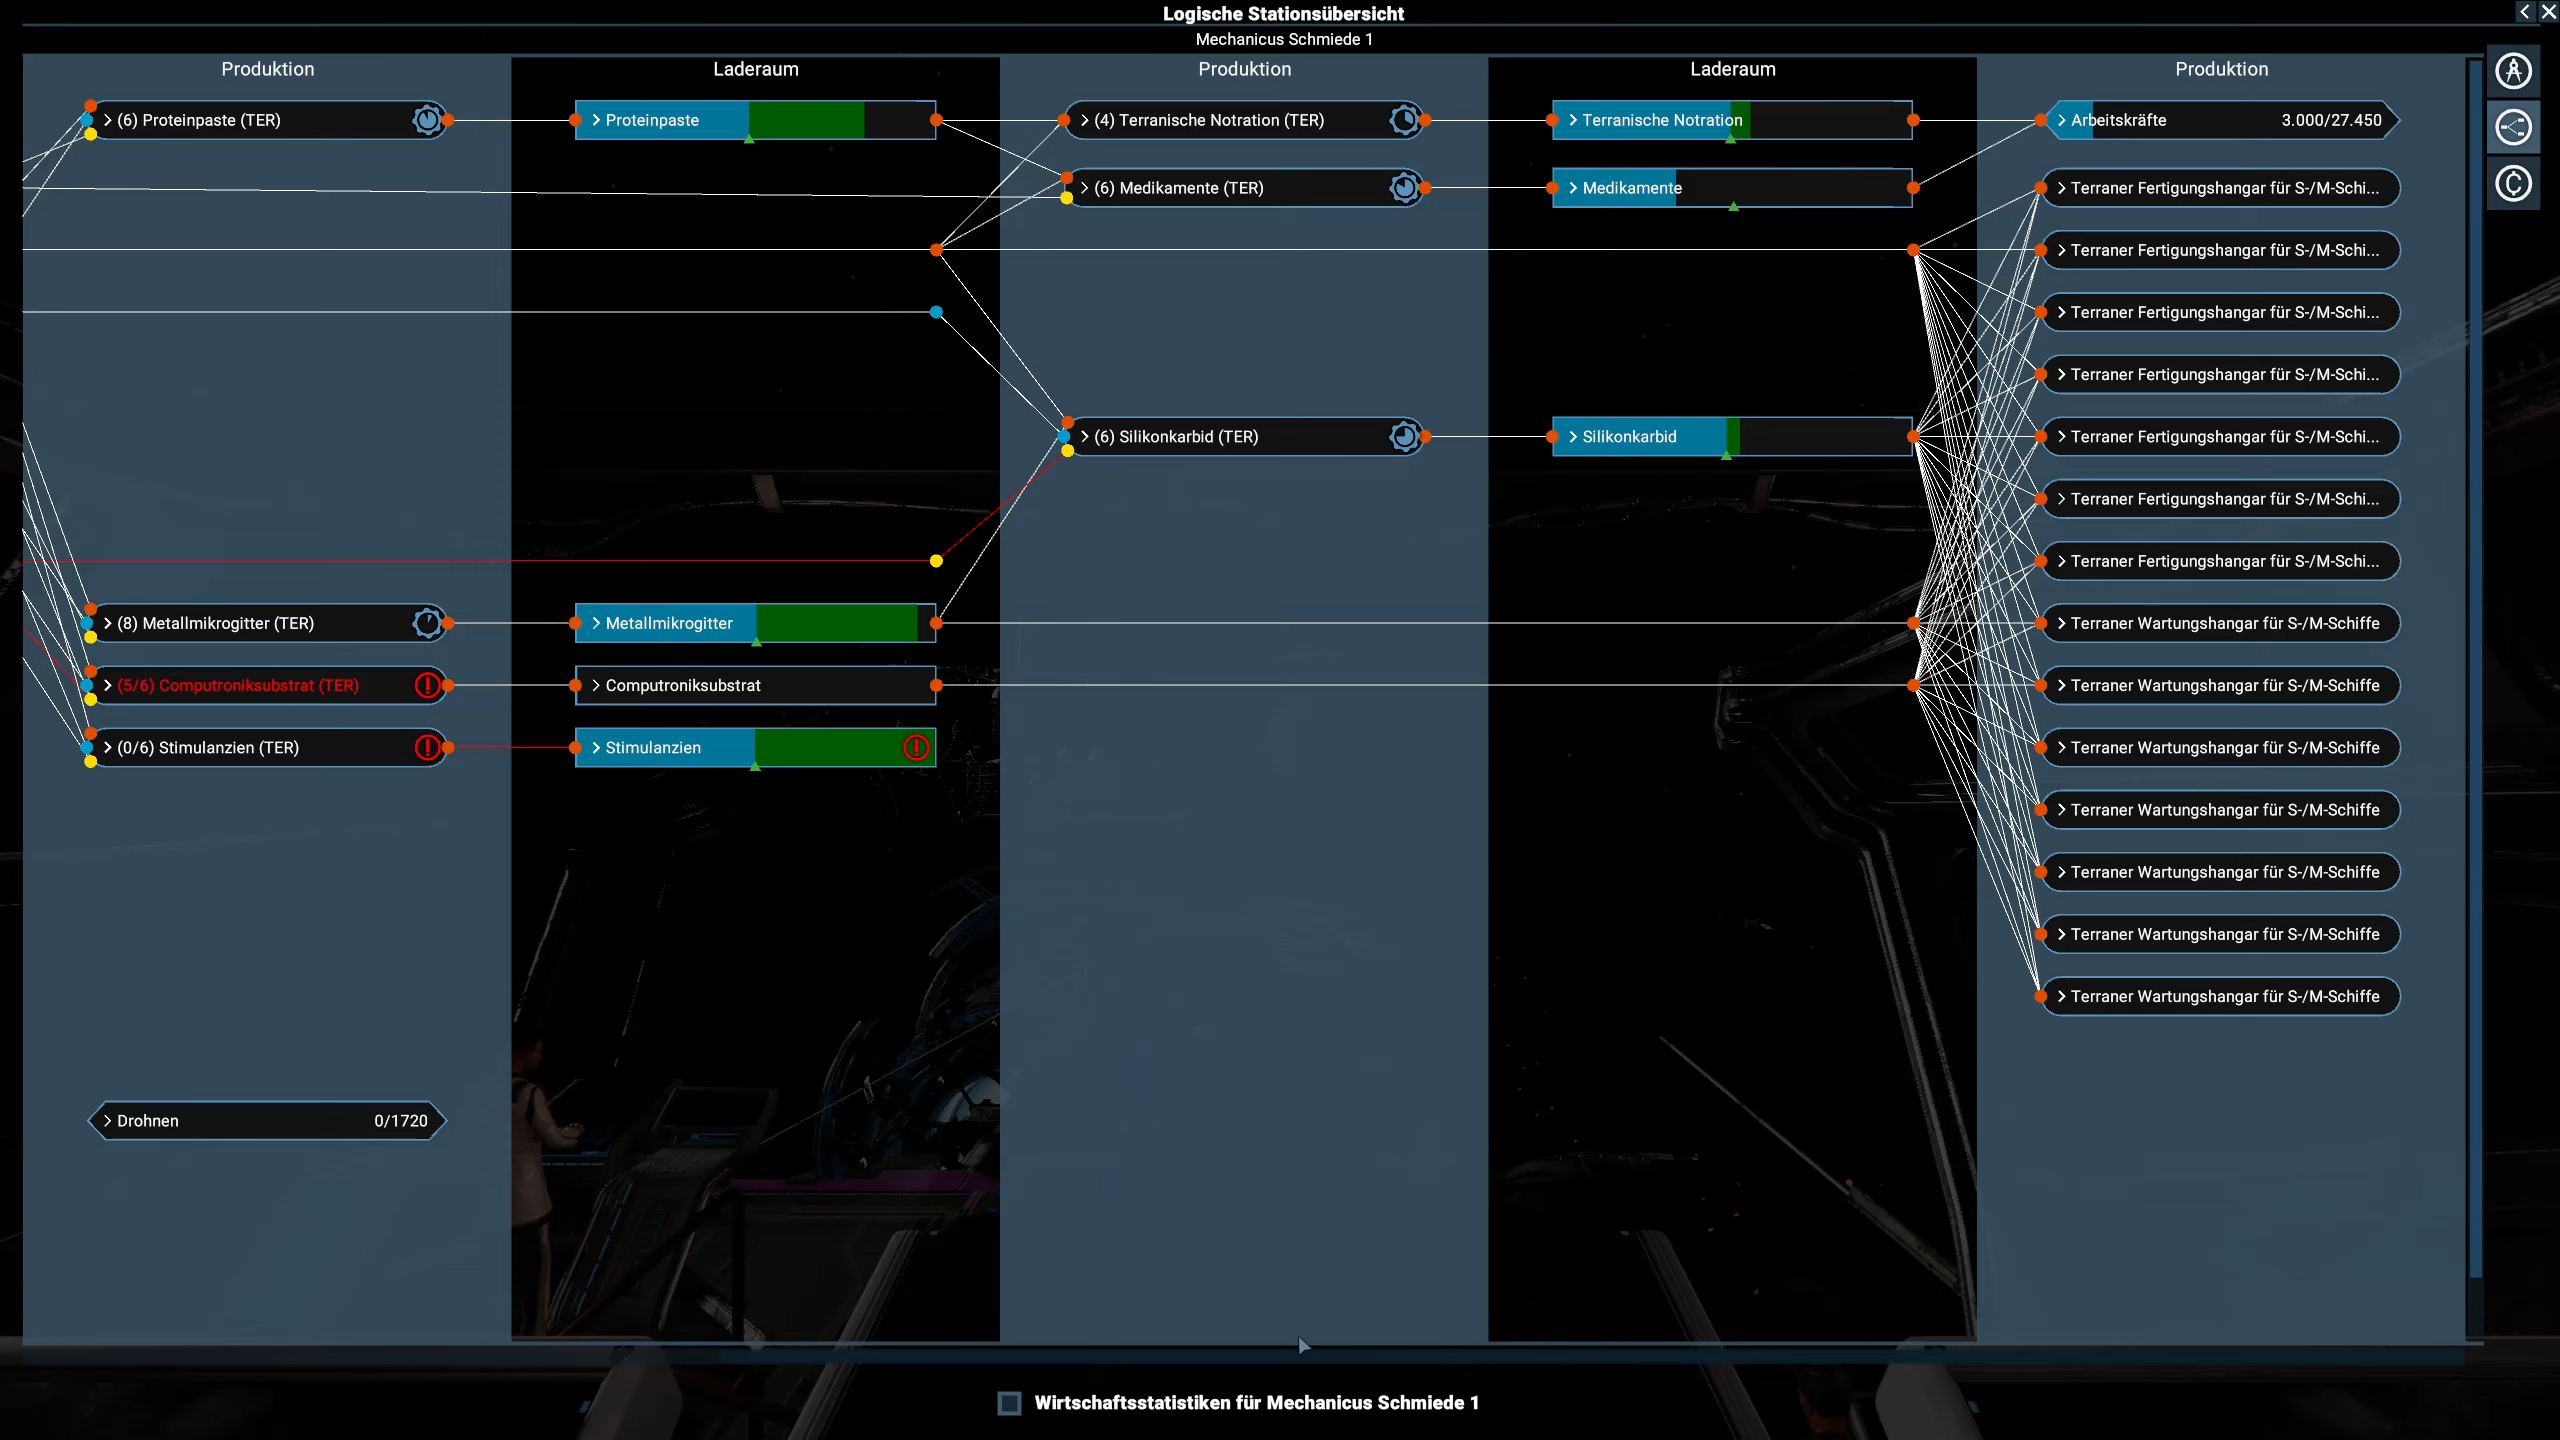 Logische Stationsübersicht
Mechanicus Schmiede 1
Produktion
Laderaum
Produktion
Laderaum
Produktion
(6) Proteinpaste (TER)
Proteinpaste
(4) Terranische Notration (TER)
Terranische Notration
Arbeitskräfte 3.000/27.450
(6) Medikamente (TER)
Medikamente
Terraner Fertigungshangar für S-/M-Schi...
Terraner Fertigungshangar für S-/M-Schi...
Terraner Fertigungshangar für S-/M-Schi...
Terraner Fertigungshangar für S-/M-Schi...
(6) Silikonkarbid (TER)
Silikonkarbid
Terraner Fertigungshangar für S-/M-Schi...
Terraner Fertigungshangar für S-/M-Schi...
Terraner Fertigungshangar für S-/M-Schi...
(8) Metallmikrogitter (TER)
Metallmikrogitter
Terraner Wartungshangar für S-/M-Schiffe
(5/6) Computroniksubstrat (TER)
Computroniksubstrat
Terraner Wartungshangar für S-/M-Schiffe
(0/6) Stimulanzien (TER)
Stimulanzien
Terraner Wartungshangar für S-/M-Schiffe
Terraner Wartungshangar für S-/M-Schiffe
Terraner Wartungshangar für S-/M-Schiffe
Terraner Wartungshangar für S-/M-Schiffe
Terraner Wartungshangar für S-/M-Schiffe
Drohnen 0/1720
Wirtschaftsstatistiken für Mechanicus Schmiede 1